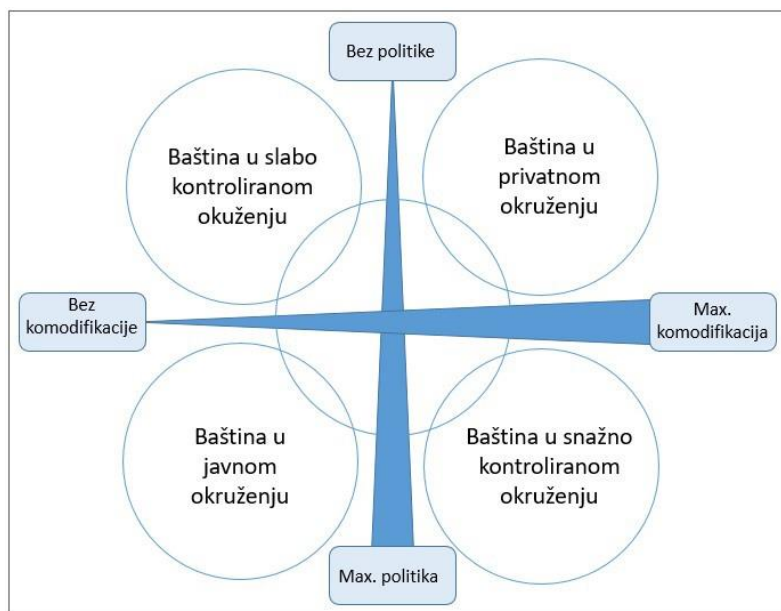 Bez politike
Baština u slabo
kontroliranom
okuženju
Baština u
privatnom
okruženju
Bez
komodifikacije
Max.
komodifikacija
Baština u
javnom
okruženju
Baština u snažno
kontroliranom
okruženju
Max. politika